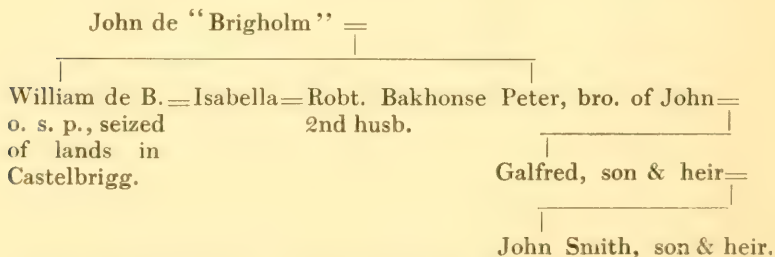 John de “Brigholm” =
William de B.=Isabella=Robt. Bakhonse Peter, bro. of John=
o. s. p., seized 2nd husb.
of lands in
Castelbrigg.
Galfred, son & heir=
John Smith, son & heir.